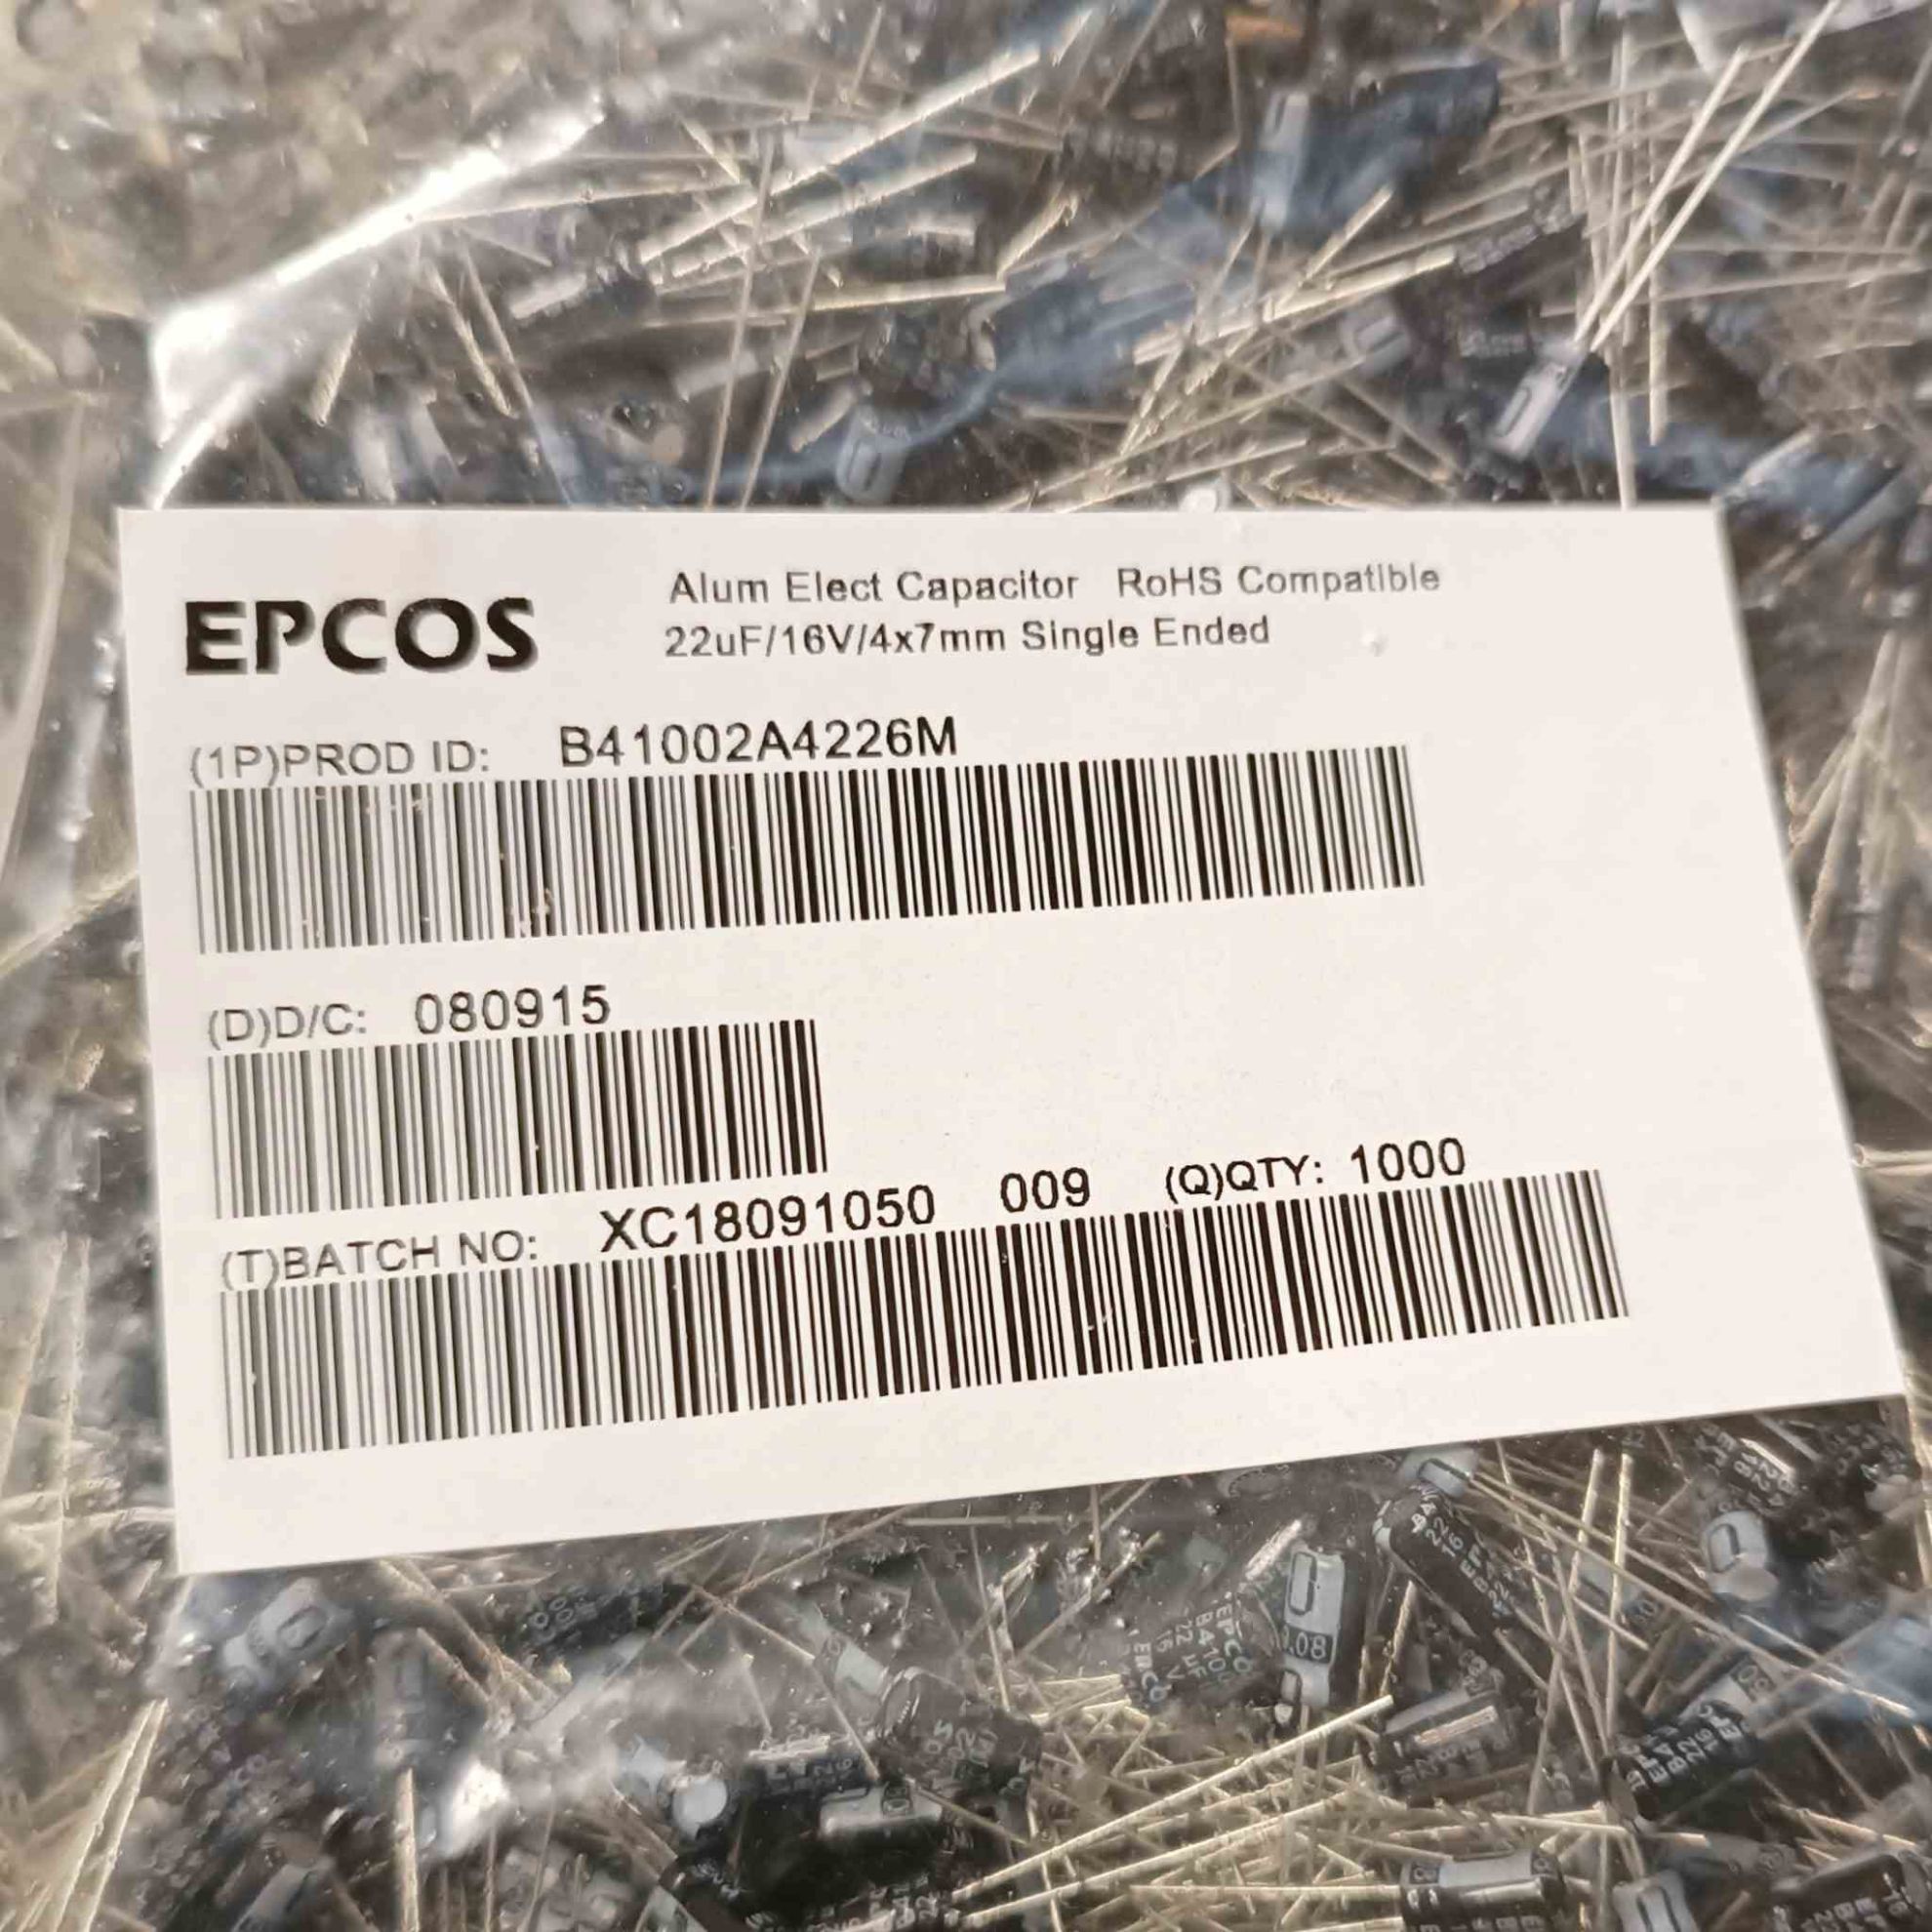 EPCOS
Alum Elect Capacitor RoHS Compatible
22uF/16V/4x7mm Single Ended
(1P)PROD ID: B41002A4226M
(D)D/C: 080915
(T)BATCH NO: XC18091050 009 (Q)QTY: 1000